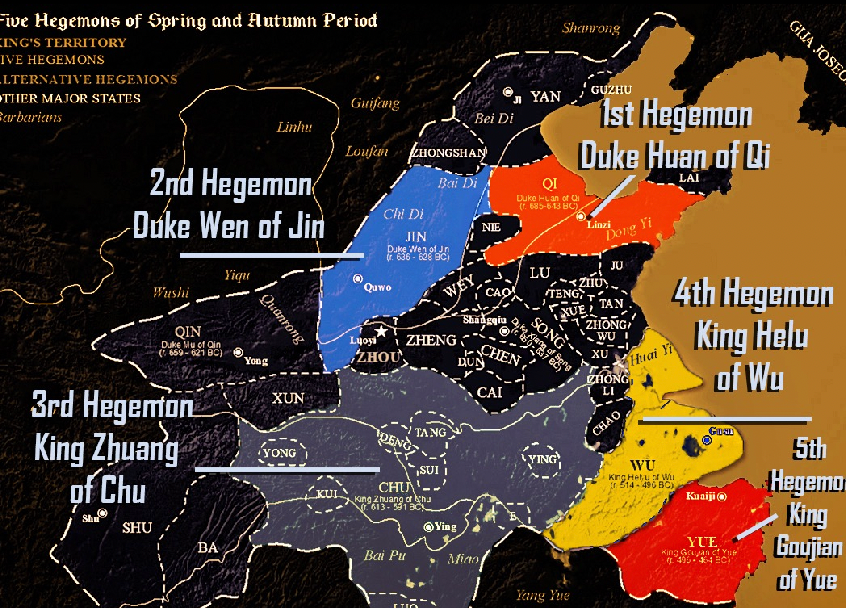 Five Hegemons of Spring and Autumn Period
KING'S TERRITORY
FIVE HEGEMONS
ALTERNATIVE HEGEMONS
OTHER MAJOR STATES
Barbarians
Shanrong
GIJA JOSEO
Guifang
Linhu
Loufan
JI
YAN
GUZHU
Bei Di
ZHONGSHAN
1st Hegemon
Duke Huan of Qi
2nd Hegemon
Duke Wen of Jin
Bai Di
QI
Duke Huan of Qi
(r. 685-643 BC)
LAI
Linzi
Dong Yi
Chi Di
JIN
Duke Wen of Jin
(r. 636 - 628 BC)
Quwo
NIE
Yiqu
Wushi
Quanrong
WEY
CAO
LU
JU
ZHU
TENG
TAN
XUE
ZHONG
WU
XU
4th Hegemon
King Helu
of Wu
QIN
Duke Mu of Qin
(r. 659 - 621 BC)
Yong
Luoyi
ZHOU
ZHENG
Shangqiu
SONG
CHEN
DUN
CAI
Huai Yi
ZHONG
LI
CHAO
3rd Hegemon
King Zhuang
of Chu
XUN
YONG
DENG
TANG
SUI
YING
KUI
CHU
King Zhuang of Chu
(r. 613 - 591 BC)
Ying
E
Shu
SHU
BA
Bai Pu
Miao
LUO
Yang Yue
WU
King Helu of Wu
(r. 514 - 496 BC)
Gusu
5th
Hegemo
King
Goujian
of Yue
Kuaiji
YUE
King Goujian of Yue
(r. 496 - 464 BC)